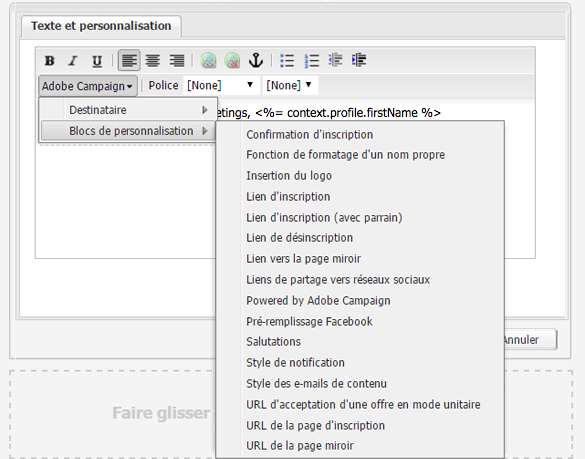 Texte et personnalisation
B I U
Adobe Campaign Police [None] [None]
etings, <%= context.profile.firstName %>
Destinataire
Blocs de personnalisation
Confirmation d'inscription
Fonction de formatage d'un nom propre
Insertion du logo
Lien d'inscription
Lien d'inscription (avec parrain)
Lien de désinscription
Lien vers la page miroir
Liens de partage vers réseaux sociaux
Powered by Adobe Campaign
Pré-remplissage Facebook
Salutations
Style de notification
Style des e-mails de contenu
URL d'acceptation d'une offre en mode unitaire
URL de la page d'inscription
URL de la page miroir
Annuler
Faire glisser